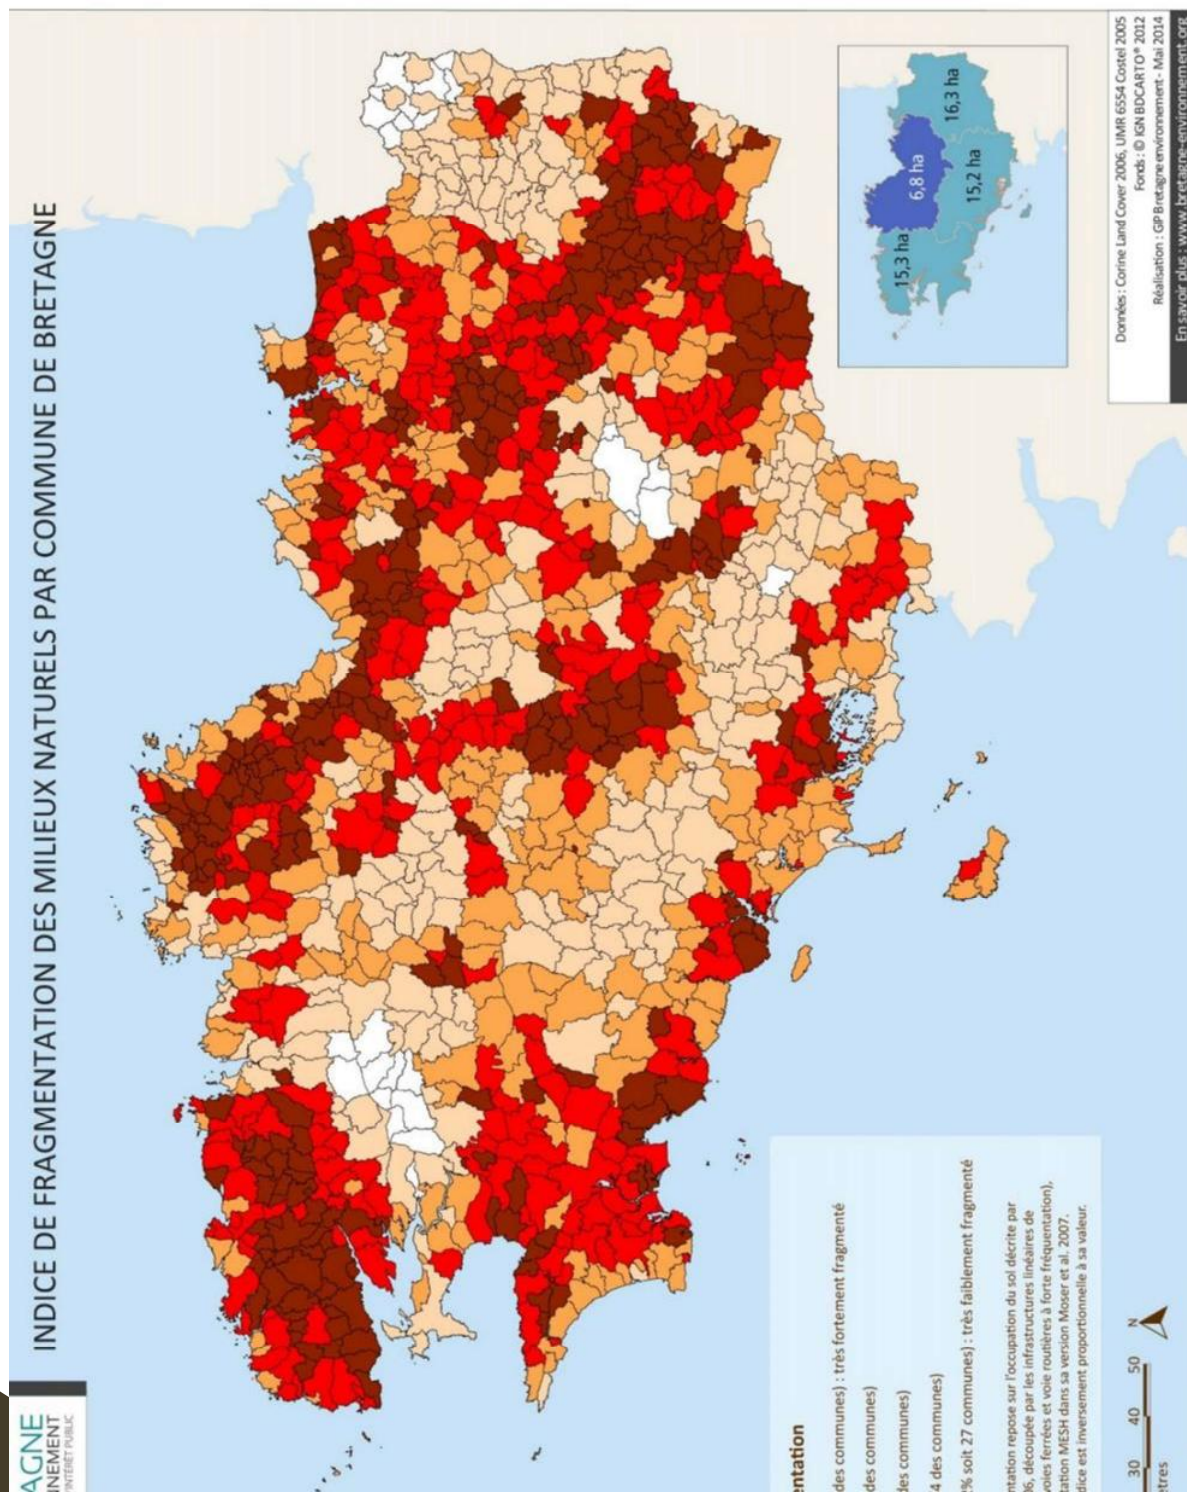 INDICE DE FRAGMENTATION DES MILIEUX NATURELS PAR COMMUNE DE BRETAGNE
AGNE
NEMENT
INTÉRÊT PUBLIC
entation
des communes) : très fortement fragmenté
des communes)
des communes)
4 des communes)
2% soit 27 communes) : très faiblement fragmenté
ntation repose sur l'occupation du sol décrite par
06, découpée par les infrastructures linéaires de
voies ferrées et voie routières à forte fréquentation),
tation MESH dans sa version Moser et al. 2007.
dice est inversement proportionnelle à sa valeur.
30 40 50
ètres
N
15,3 ha
6,8 ha
16,3 ha
15,2 ha
Données : Corine Land Cover 2006, UMR 6554 Costel 2005
Fonds : © IGN BDCARTO® 2012
Réalisation : GIP Bretagne environnement - Mai 2014
En savoir plus : www.bretagne-environnement.org